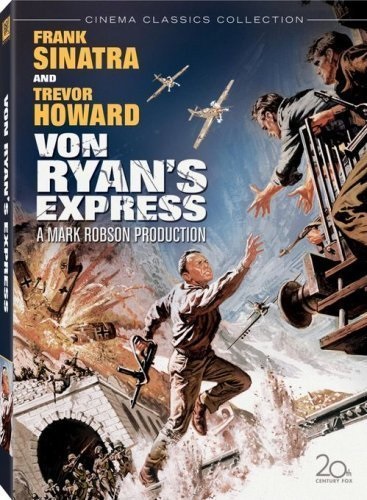 CINEMA CLASSICS COLLECTION
FRANK
SINATRA
AND
TREVOR
HOWARD
VON
RYAN'S
EXPRESS
A MARK ROBSON PRODUCTION
VON RYAN'S EXPRESS
20th
CENTURY FOX